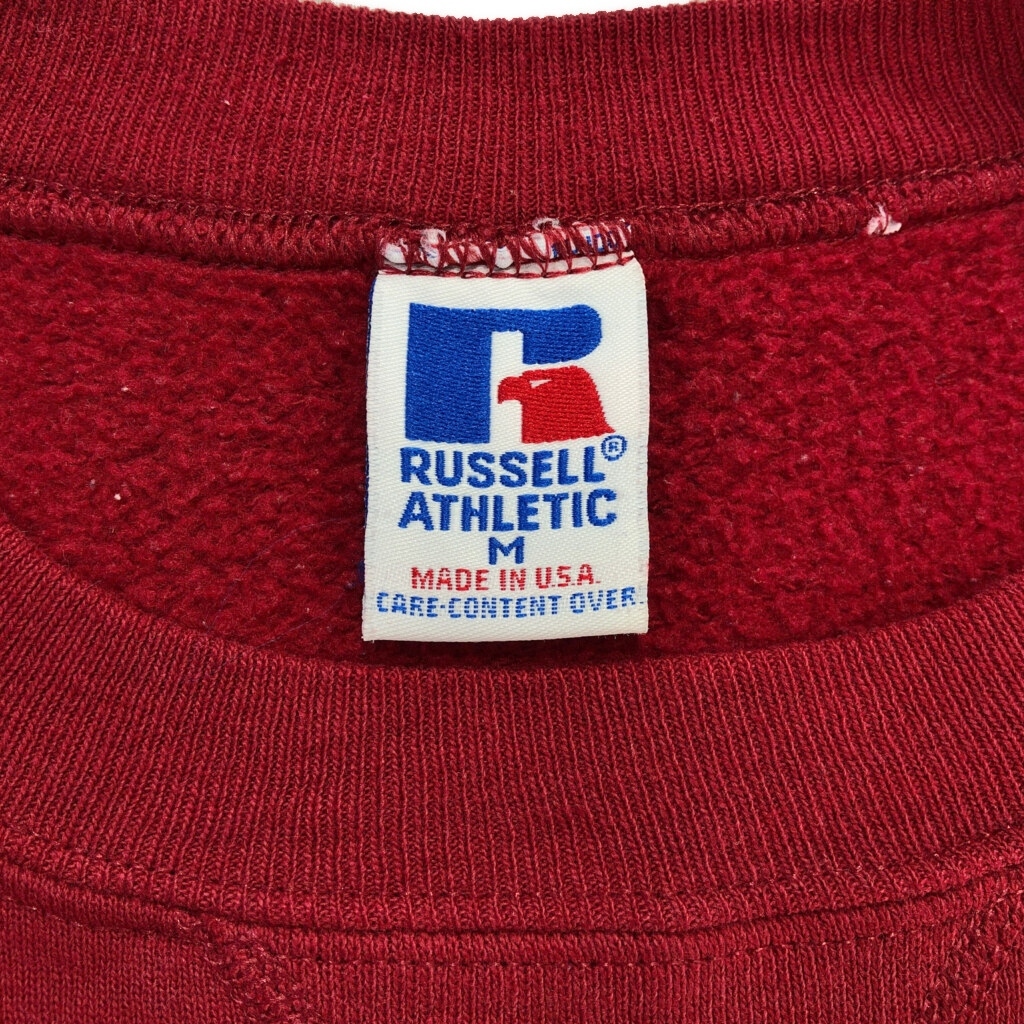 RUSSELL®
ATHLETIC
M
MADE IN U.S.A.
CARE-CONTENT OVER.